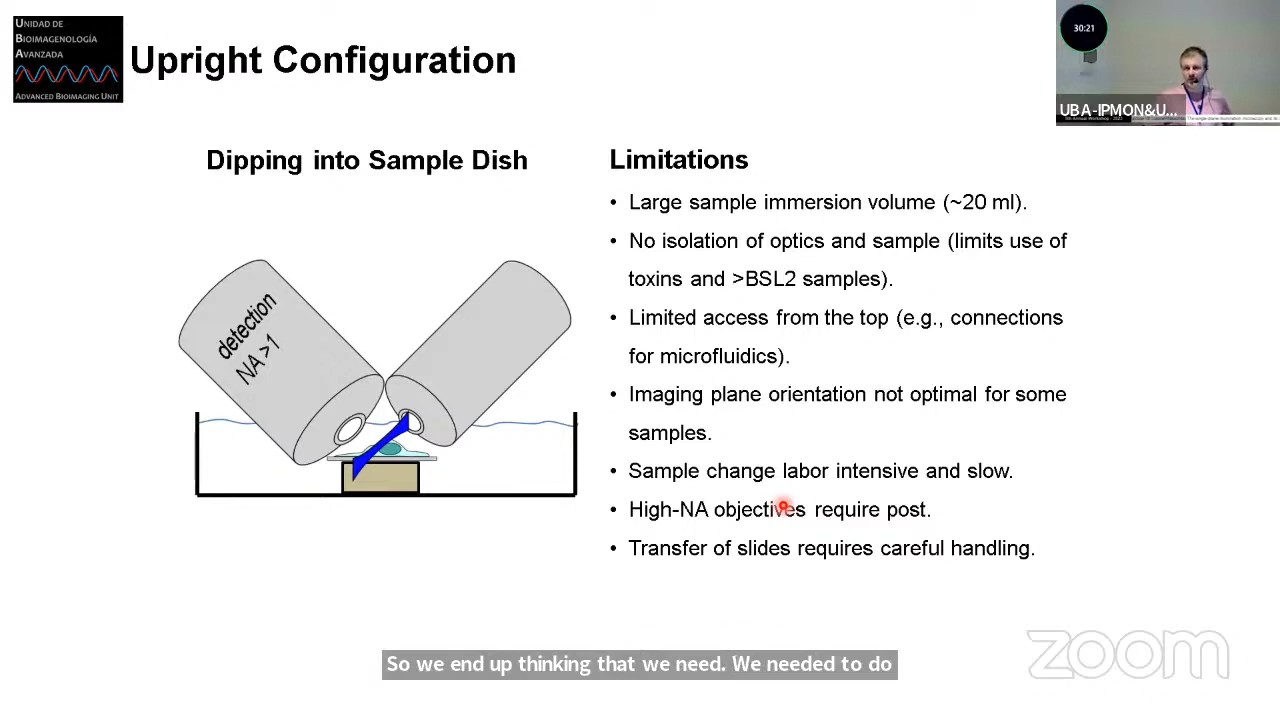 UNIDAD DE
BIOIMAGENOLOGÍA
AVANZADA
ADVANCED BIOIMAGING UNIT
Upright Configuration
30:21
UBA-IPMON&U...
Dipping into Sample Dish
detection
NA >1
Limitations
• Large sample immersion volume (~20 ml).
• No isolation of optics and sample (limits use of
toxins and >BSL2 samples).
• Limited access from the top (e.g., connections
for microfluidics).
• Imaging plane orientation not optimal for some
samples.
• Sample change labor intensive and slow.
• High-NA objectives require post.
• Transfer of slides requires careful handling.
So we end up thinking that we need. We needed to do
zoom